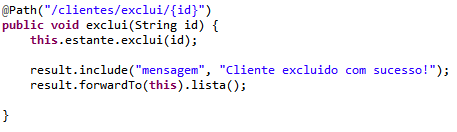 @Path("/clientes/exclui/{id}")
public void exclui(String id) {
    this.estante.exclui(id);

    result.include("mensagem", "Cliente excluido com sucesso!");
    result.forwardTo(this).lista();

}